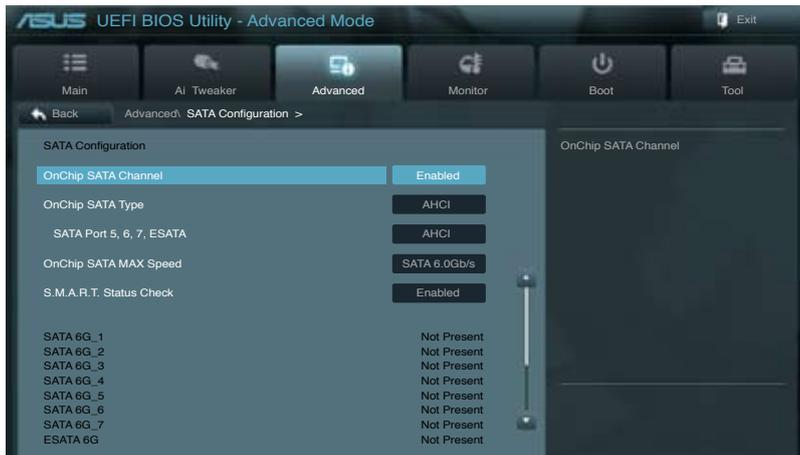 ASUS UEFI BIOS Utility - Advanced Mode
Exit
Main Ai Tweaker Advanced Monitor Boot Tool
Back Advanced\ SATA Configuration >
SATA Configuration
OnChip SATA Channel
OnChip SATA Channel Enabled
OnChip SATA Type AHCI
SATA Port 5, 6, 7, ESATA AHCI
OnChip SATA MAX Speed SATA 6.0Gb/s
S.M.A.R.T. Status Check Enabled
SATA 6G_1 Not Present
SATA 6G_2 Not Present
SATA 6G_3 Not Present
SATA 6G_4 Not Present
SATA 6G_5 Not Present
SATA 6G_6 Not Present
SATA 6G_7 Not Present
ESATA 6G Not Present